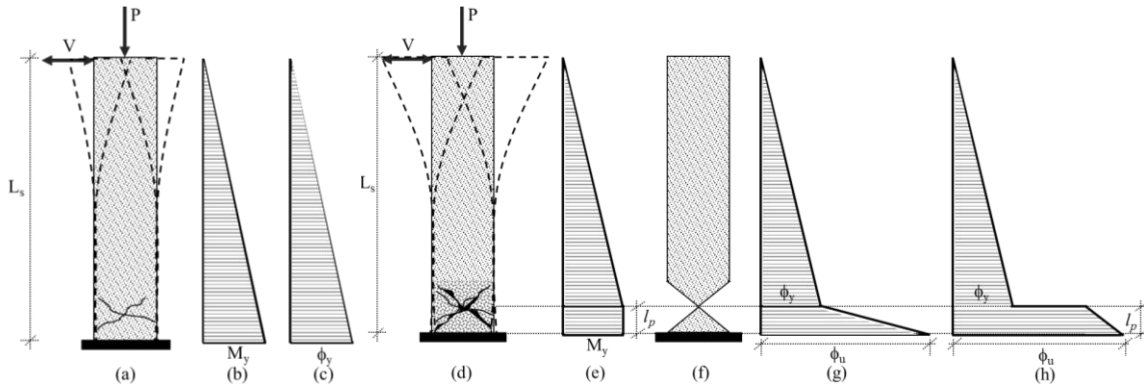 P
V
L_s
M_y
ϕ_y
(a)
(b)
(c)
P
V
L_s
(d)
M_y
(e)
l_p
(f)
ϕ_y
ϕ_u
(g)
ϕ_y
l_p
ϕ_u
(h)